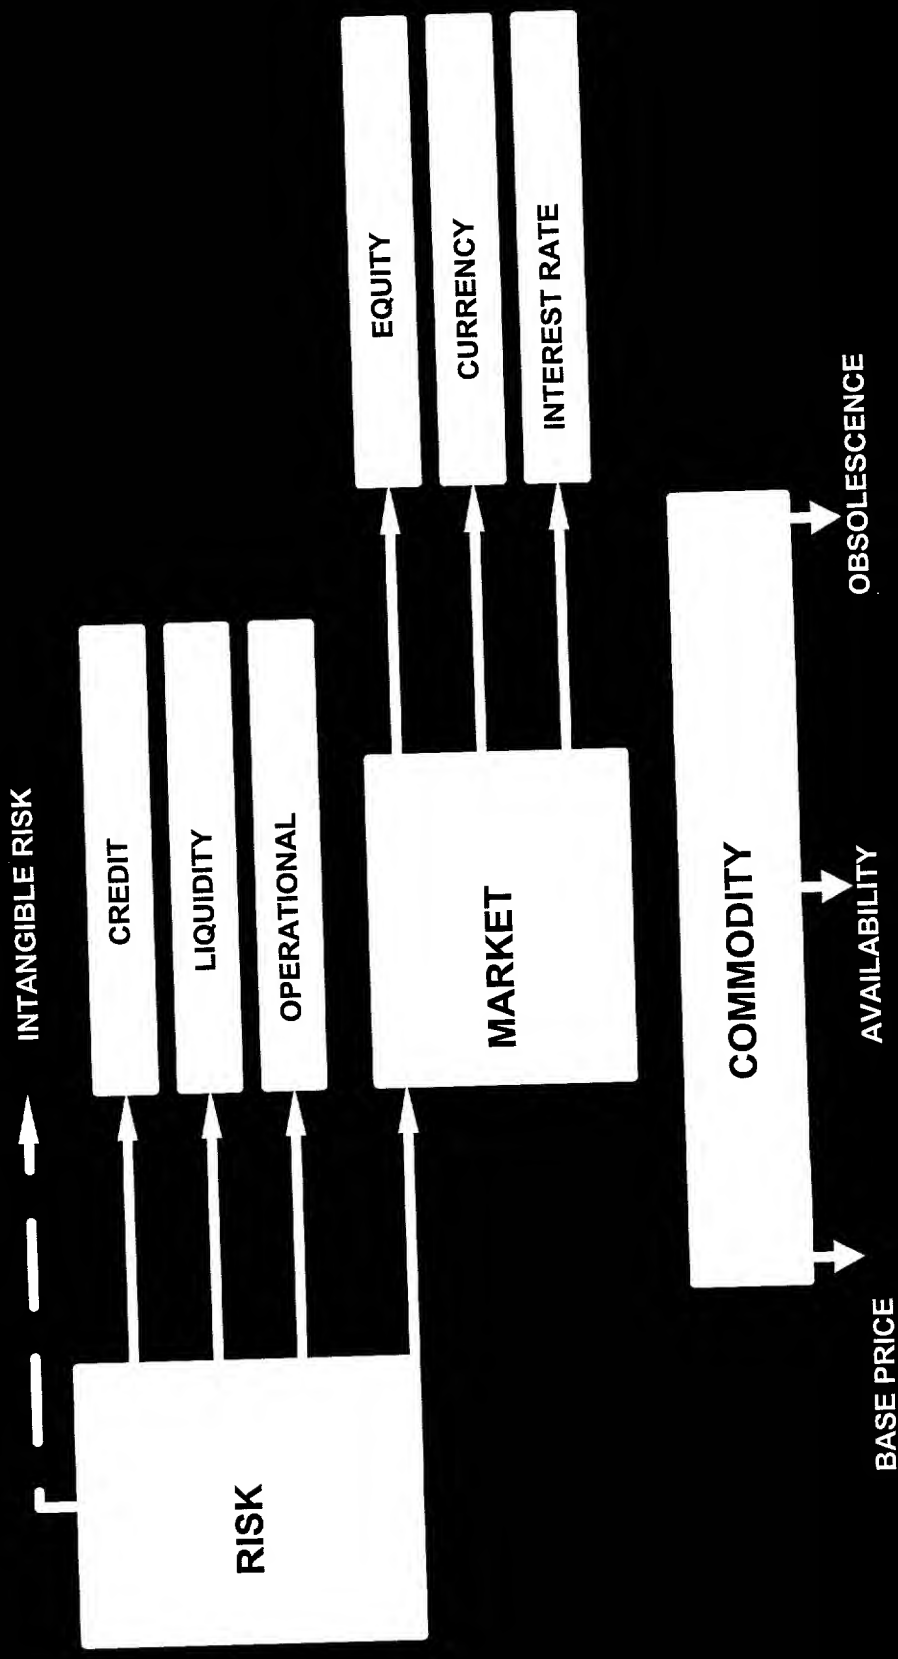 INTANGIBLE RISK
RISK
CREDIT
LIQUIDITY
OPERATIONAL
MARKET
EQUITY
CURRENCY
INTEREST RATE
COMMODITY
BASE PRICE
AVAILABILITY
OBSOLESCENCE